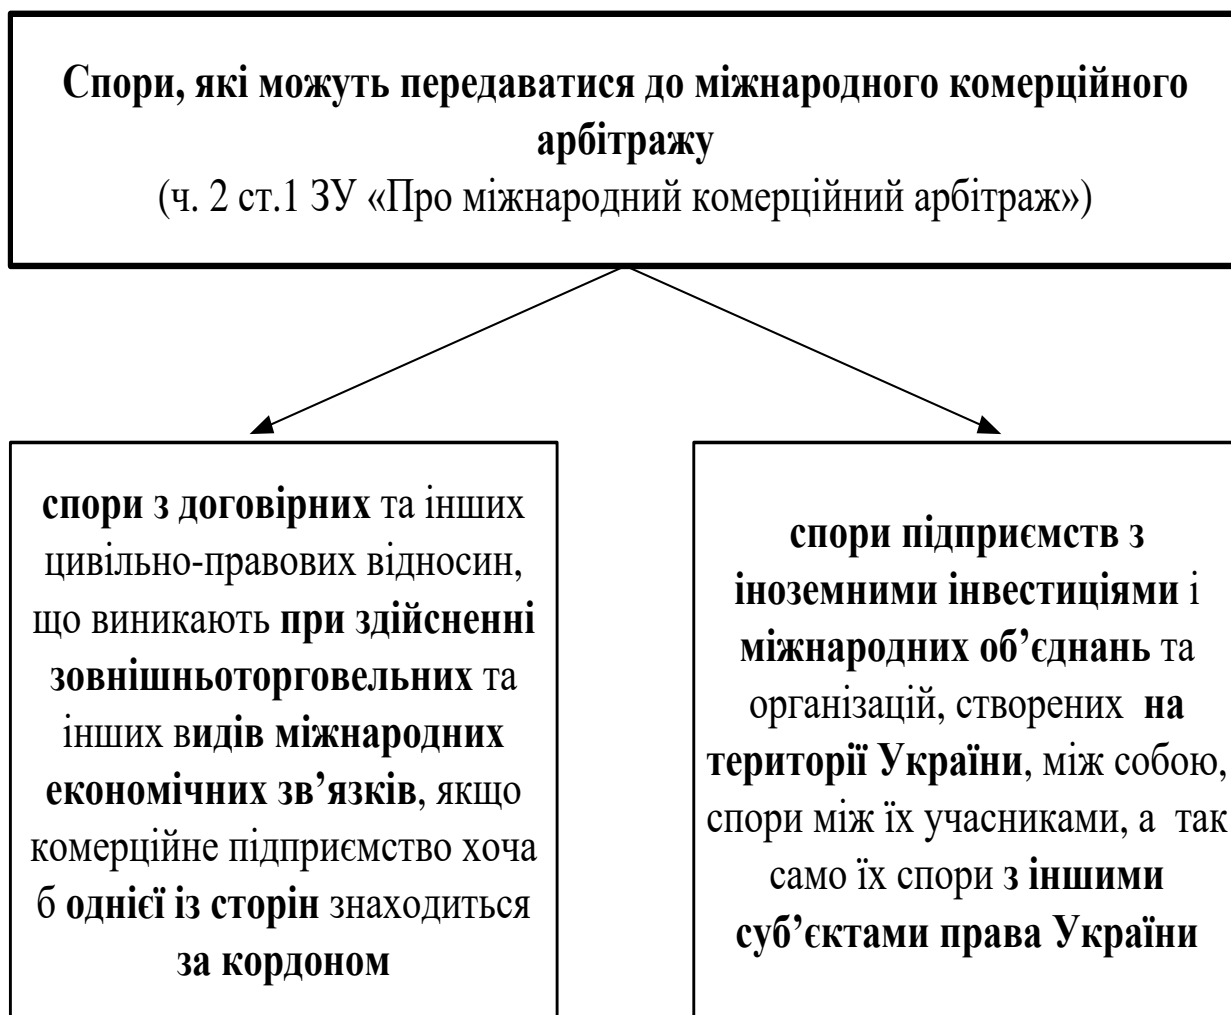 Спори, які можуть передаватися до міжнародного комерційного
арбітражу
(ч. 2 ст.1 ЗУ «Про міжнародний комерційний арбітраж»)
спори з договірних та інших
цивільно-правових відносин,
що виникають при здійсненні
зовнішньоторговельних та
інших видів міжнародних
економічних зв’язків, якщо
комерційне підприємство хоча
б однієї із сторін знаходиться
за кордоном
спори підприємств з
іноземними інвестиціями і
міжнародних об’єднань та
організацій, створених  на
території України, між собою,
спори між їх учасниками, а  так
само їх спори з іншими
суб’єктами права України